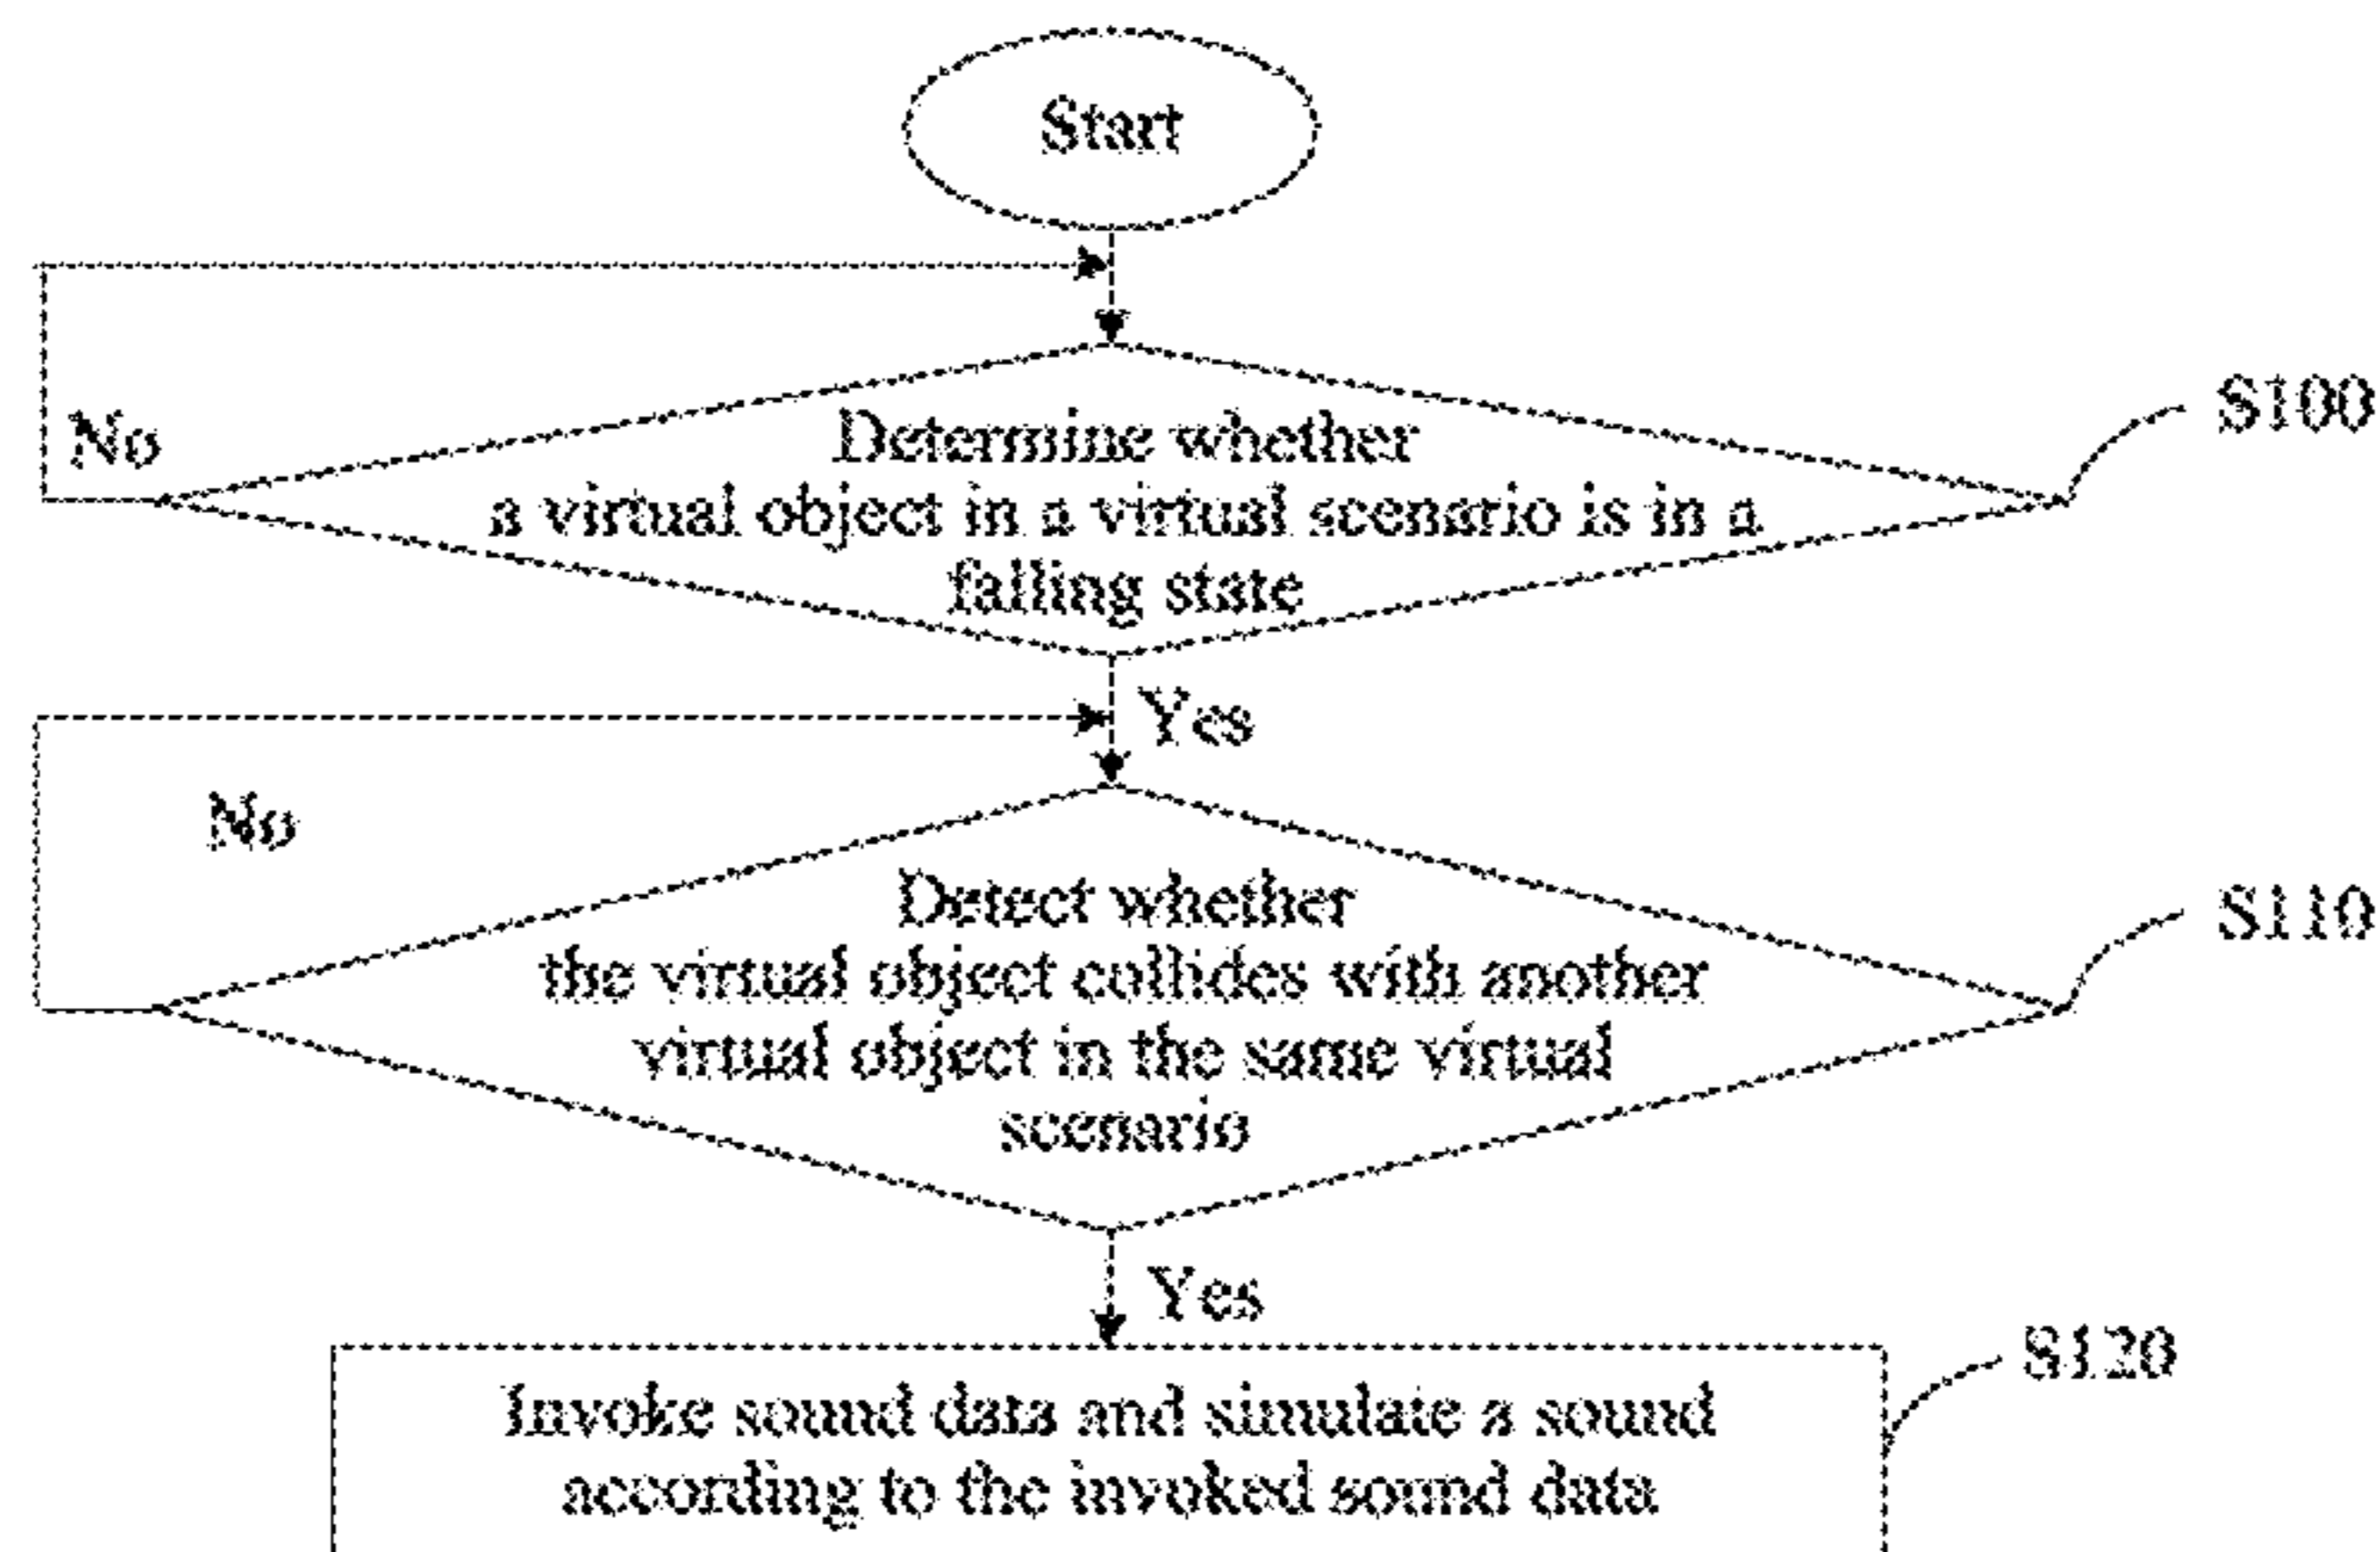 Start
No
Determine whether
S100
a virtual object in a virtual scenario is in a
falling state
Yes
No
Detect whether
S110
the virtual object collides with another
virtual object in the same virtual
scenario
Yes
S120
Invoke sound data and simulate a sound
according to the invoked sound data